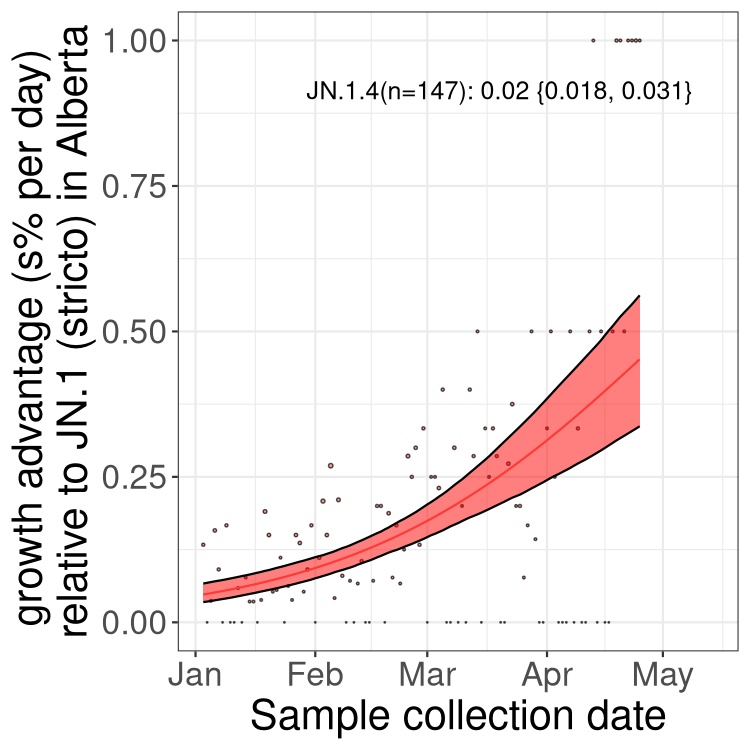 growth advantage (s% per day)
relative to JN.1 (stricto) in Alberta
1.00
JN.1.4(n=147): 0.02 {0.018, 0.031}
0.75
0.50
0.25
0.00
Jan Feb Mar Apr May
Sample collection date